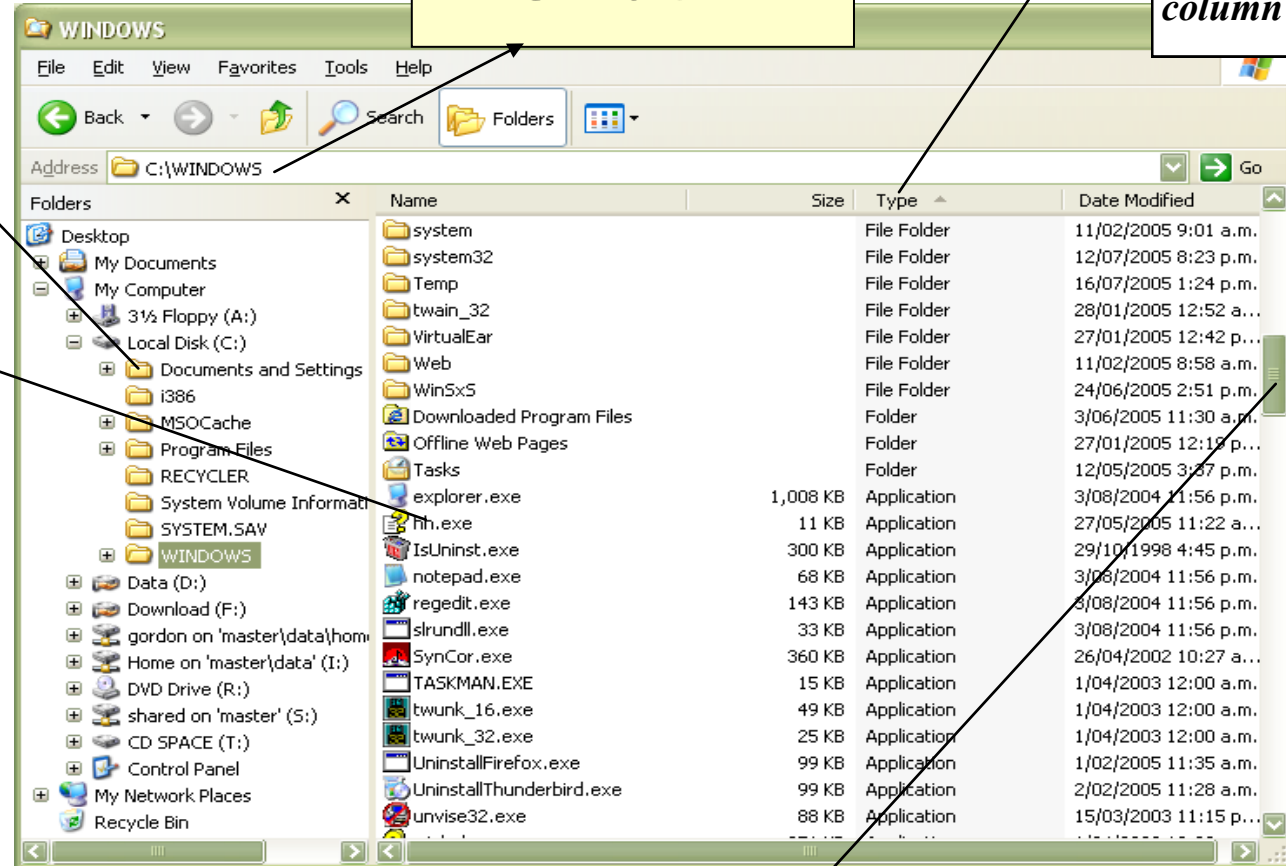 column
WINDOWS
File Edit View Favorites Tools Help
Back Search Folders
Address C:\WINDOWS Go
Folders
Desktop
My Documents
My Computer
3½ Floppy (A:)
Local Disk (C:)
Documents and Settings
i386
MSOCache
Program Files
RECYCLER
System Volume Informati
SYSTEM.SAV
WINDOWS
Data (D:)
Download (F:)
gordon on 'master\data\hom
Home on 'master\data' (I:)
DVD Drive (R:)
shared on 'master' (S:)
CD SPACE (T:)
Control Panel
My Network Places
Recycle Bin
Name Size Type Date Modified
system File Folder 11/02/2005 9:01 a.m.
system32 File Folder 12/07/2005 8:23 p.m.
Temp File Folder 16/07/2005 1:24 p.m.
twain_32 File Folder 28/01/2005 12:52 a...
VirtualEar File Folder 27/01/2005 12:42 p...
Web File Folder 11/02/2005 8:58 a.m.
WinSxS File Folder 24/06/2005 2:51 p.m.
Downloaded Program Files Folder 3/06/2005 11:30 a.m.
Offline Web Pages Folder 27/01/2005 12:19 p...
Tasks Folder 12/05/2005 3:37 p.m.
explorer.exe 1,008 KB Application 3/08/2004 11:56 p.m.
hh.exe 11 KB Application 27/05/2005 11:22 a...
IsUninst.exe 300 KB Application 29/10/1998 4:45 p.m.
notepad.exe 68 KB Application 3/08/2004 11:56 p.m.
regedit.exe 143 KB Application 3/08/2004 11:56 p.m.
slrundll.exe 33 KB Application 3/08/2004 11:56 p.m.
SynCor.exe 360 KB Application 26/04/2002 10:27 a...
TASKMAN.EXE 15 KB Application 1/04/2003 12:00 a.m.
twunk_16.exe 49 KB Application 1/04/2003 12:00 a.m.
twunk_32.exe 25 KB Application 1/04/2003 12:00 a.m.
UninstallFirefox.exe 99 KB Application 1/02/2005 11:35 a.m.
UninstallThunderbird.exe 99 KB Application 2/02/2005 11:28 a.m.
unvise32.exe 88 KB Application 15/03/2003 11:15 p...